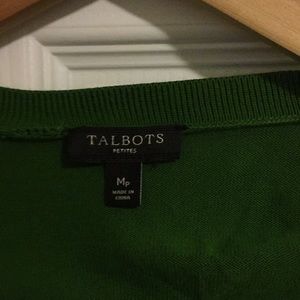 TALBOTS
PETITES
MP
MADE IN
CHINA